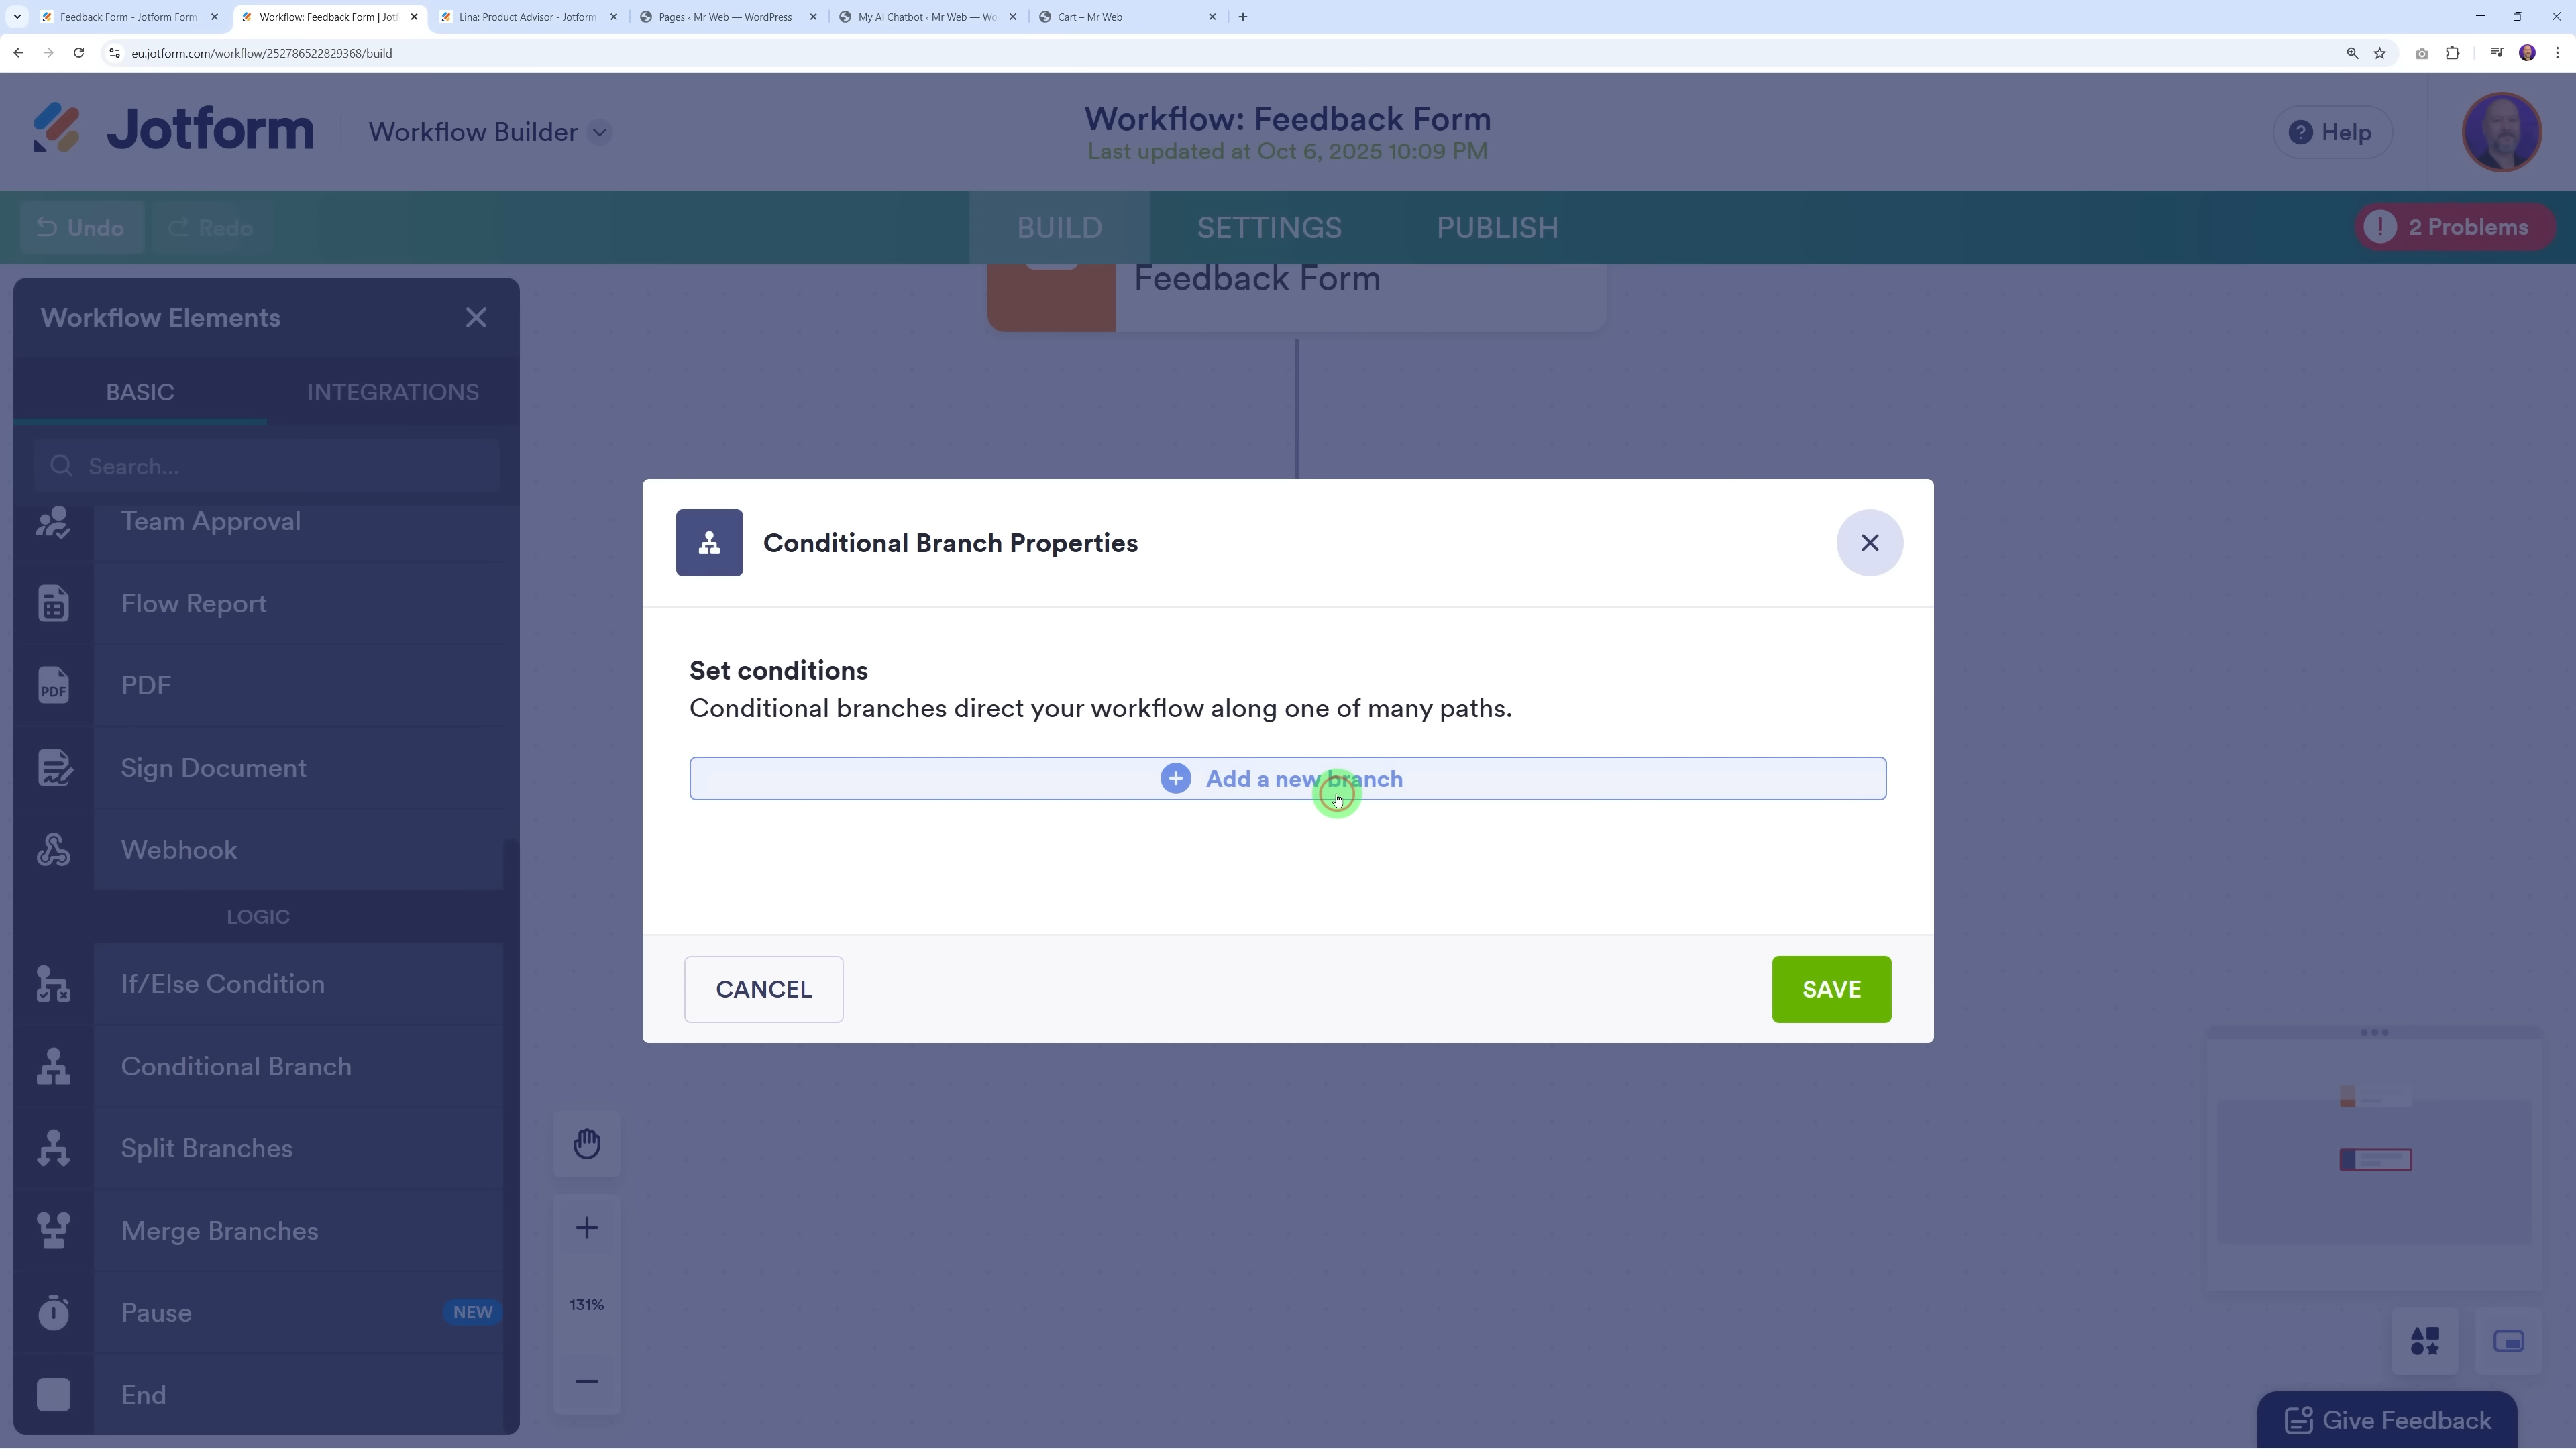 Feedback Form - Jotform Form
Workflow: Feedback Form | Jotf
Lina: Product Advisor - Jotform
Pages ‹ Mr Web — WordPress
My AI Chatbot ‹ Mr Web — Wo
Cart – Mr Web
eu.jotform.com/workflow/252786522829368/build
Jotform
Workflow Builder
Workflow: Feedback Form
Last updated at Oct 6, 2025 10:09 PM
Help
Undo
Redo
BUILD
SETTINGS
PUBLISH
2 Problems
Feedback Form
Workflow Elements
BASIC
INTEGRATIONS
Search...
Team Approval
Flow Report
PDF
PDF
Sign Document
Webhook
LOGIC
If/Else Condition
Conditional Branch
Split Branches
Merge Branches
Pause
NEW
End
Conditional Branch Properties
Set conditions
Conditional branches direct your workflow along one of many paths.
Add a new branch
CANCEL
SAVE
131%
Give Feedback